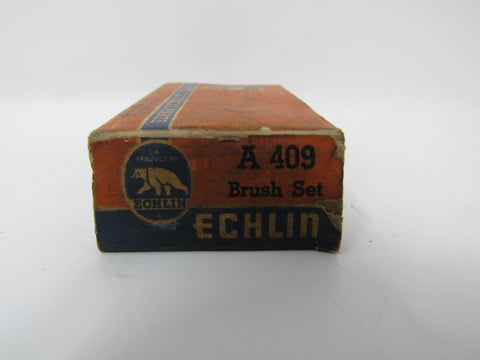 A 409
Brush Set
A
PRODUCT OF
ECHLIN
ECHLIN